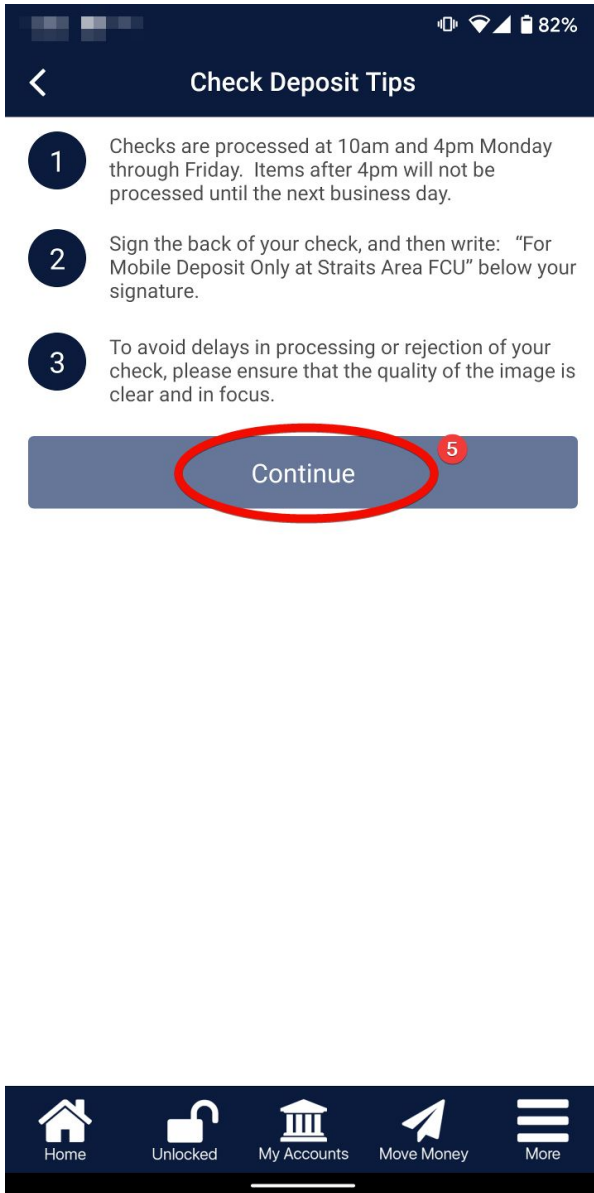 82%
Check Deposit Tips
1
Checks are processed at 10am and 4pm Monday
through Friday.  Items after 4pm will not be
processed until the next business day.
2
Sign the back of your check, and then write:   “For
Mobile Deposit Only at Straits Area FCU” below your
signature.
3
To avoid delays in processing or rejection of your
check, please ensure that the quality of the image is
clear and in focus.
5
Continue
Home Unlocked My Accounts Move Money More